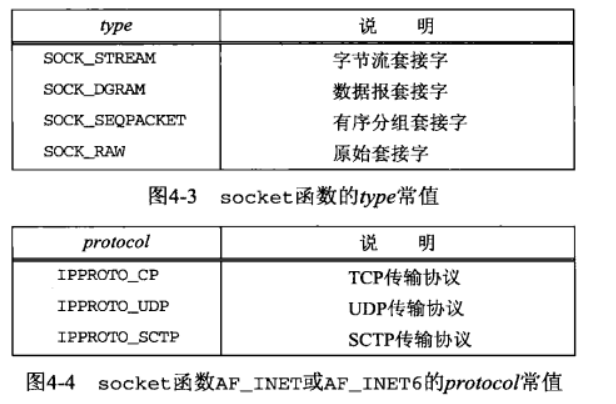 type 说 明
SOCK_STREAM 字节流套接字
SOCK_DGRAM 数据报套接字
SOCK_SEQPACKET 有序分组套接字
SOCK_RAW 原始套接字
图4-3 socket函数的type常值
protocol 说 明
IPPROTO_CP TCP传输协议
IPPROTO_UDP UDP传输协议
IPPROTO_SCTP SCTP传输协议
图4-4 socket函数AF_INET或AF_INET6的protocol常值